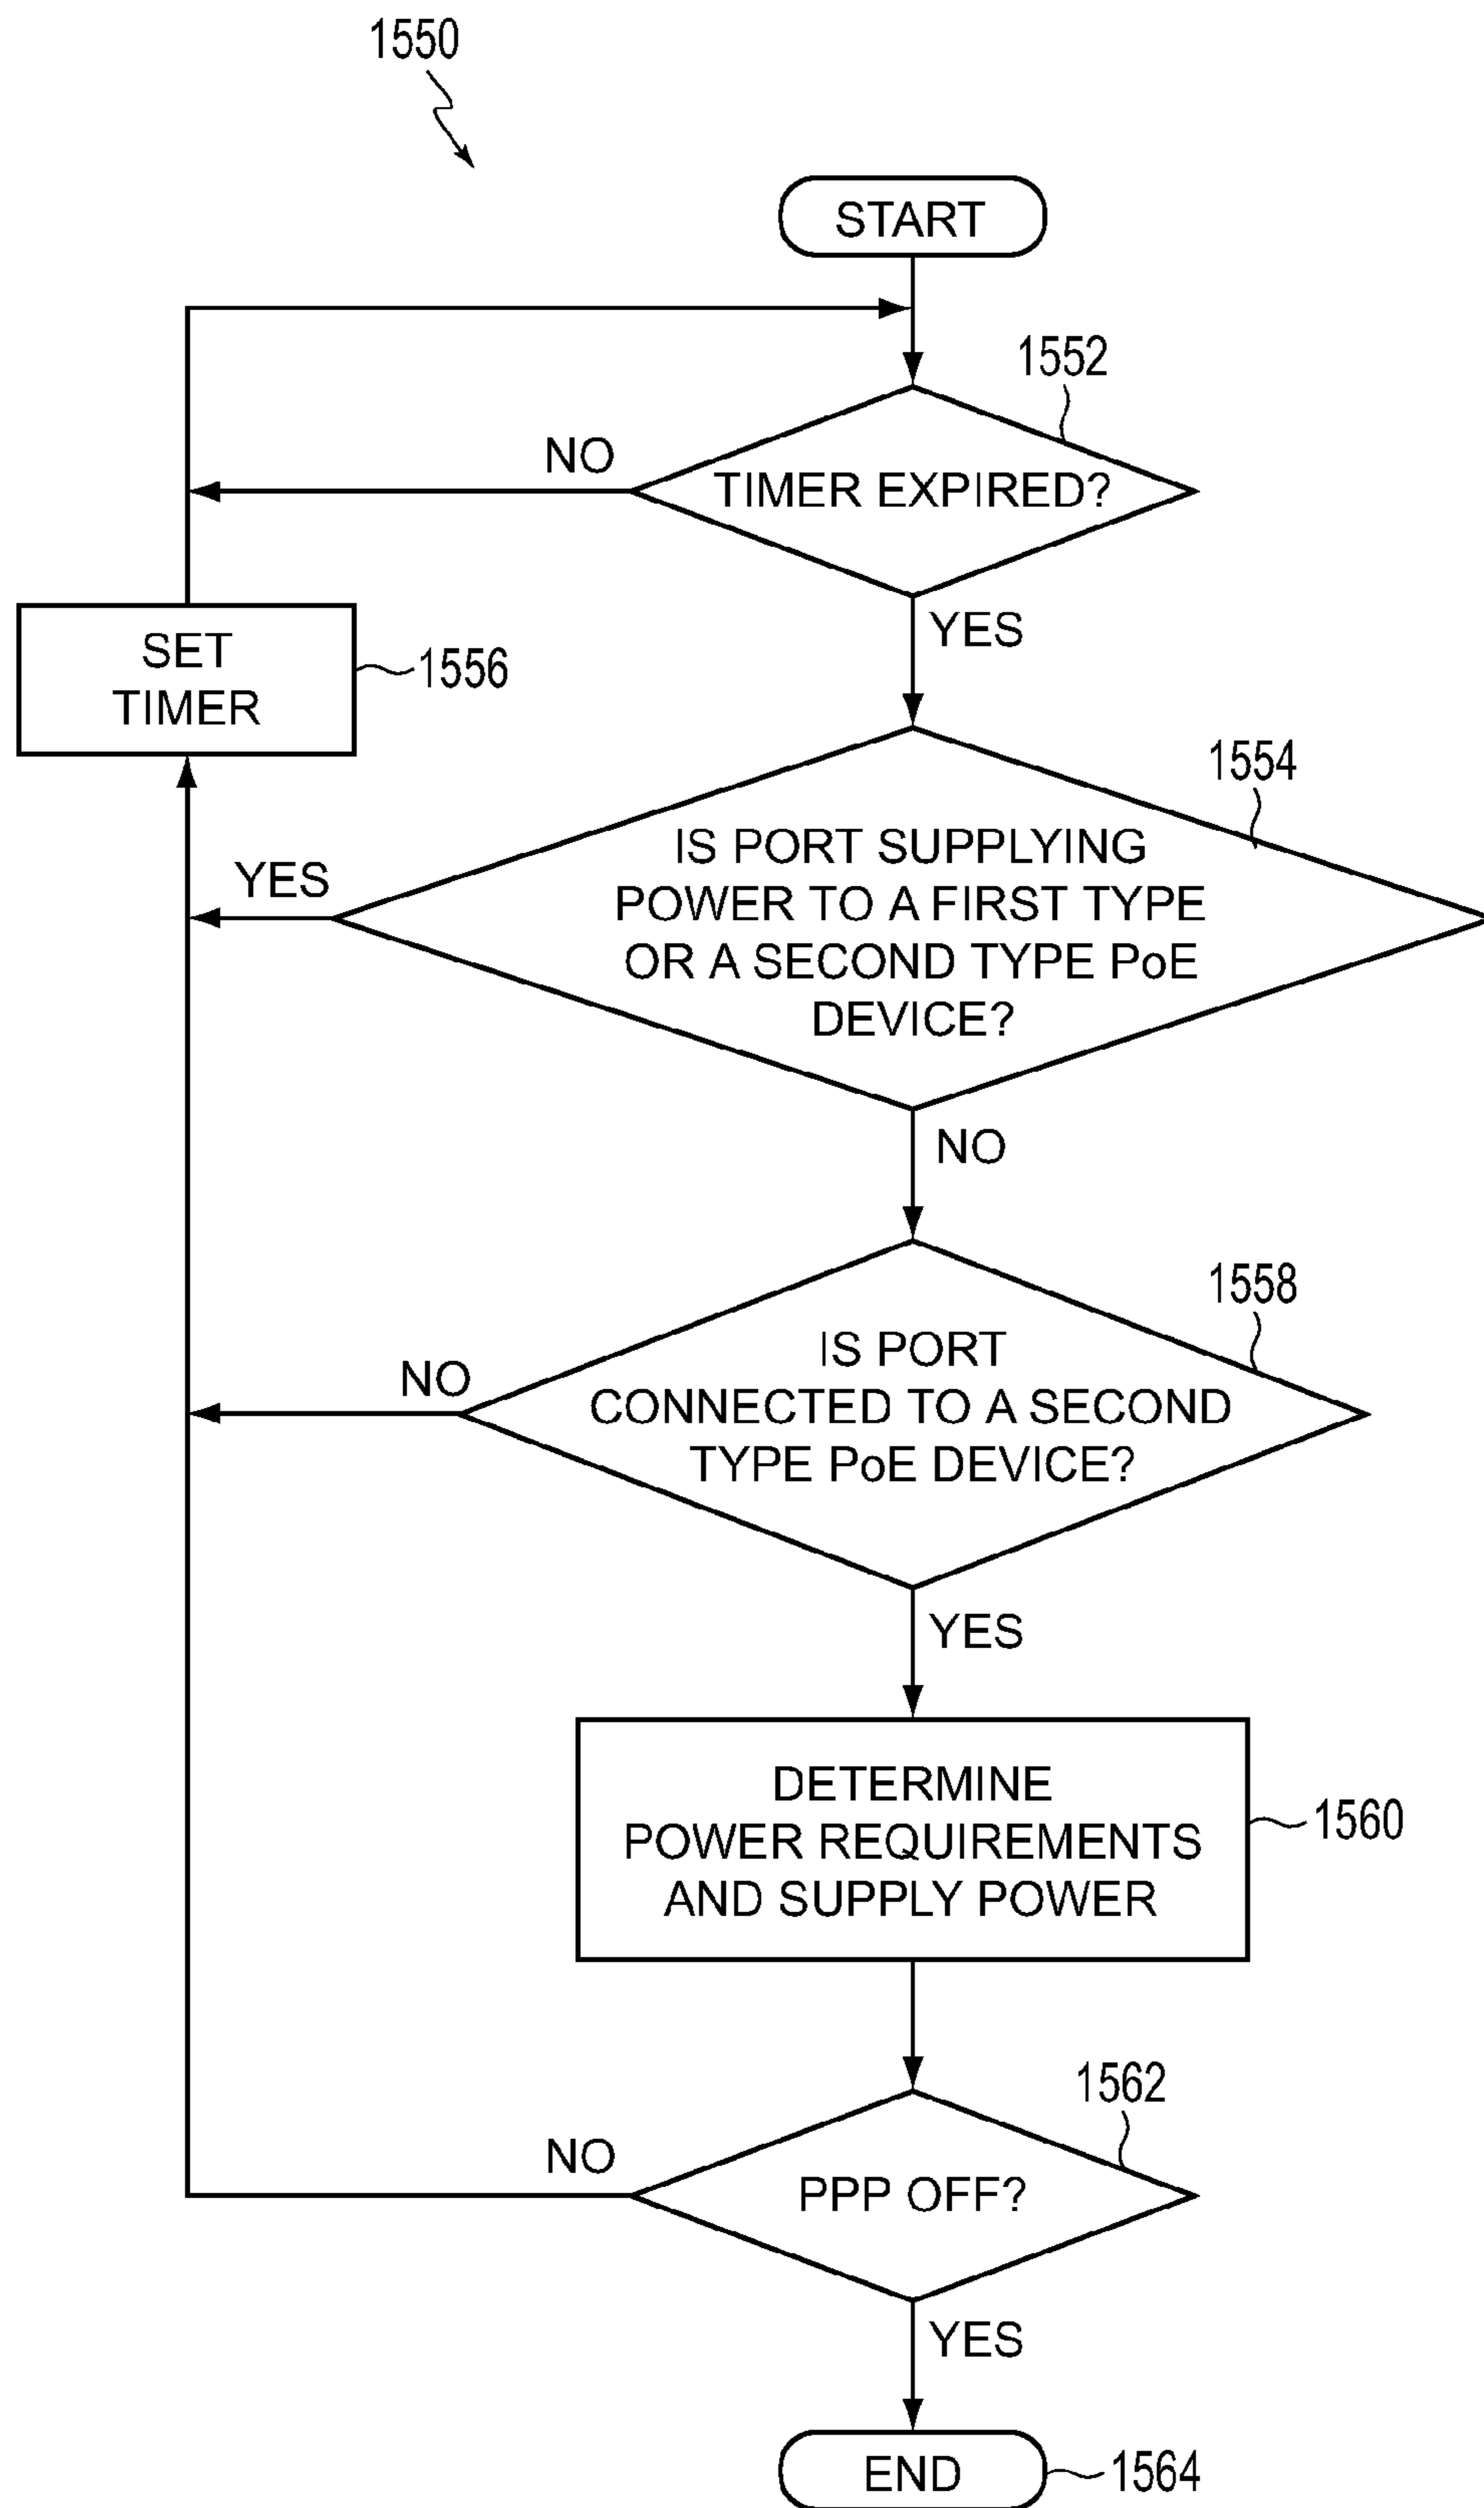 1550
START
1552
NO
TIMER EXPIRED?
YES
SET
TIMER
1556
1554
YES
IS PORT SUPPLYING
POWER TO A FIRST TYPE
OR A SECOND TYPE PoE
DEVICE?
NO
1558
NO
IS PORT
CONNECTED TO A SECOND
TYPE PoE DEVICE?
YES
DETERMINE
POWER REQUIREMENTS
AND SUPPLY POWER
1560
1562
NO
PPP OFF?
YES
END
1564